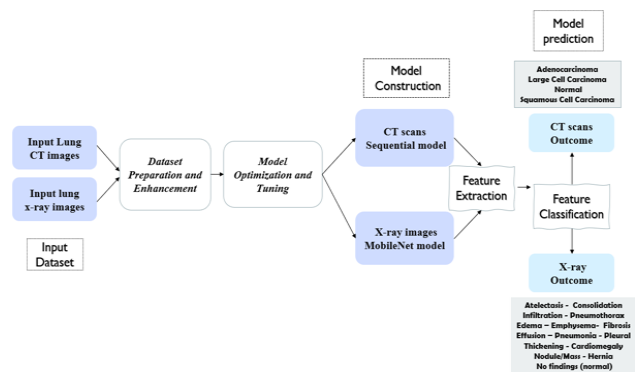 Model
prediction
Adenocarcinoma
Large Cell Carcinoma
Normal
Squamous Cell Carcinoma
Model
Construction
CT scans
Outcome
CT scans
Sequential model
Input Lung
CT images
Dataset
Preparation and
Enhancement
Model
Optimization and
Tuning
Feature
Extraction
Feature
Classification
Input lung
x-ray images
X-ray images
MobileNet model
Input
Dataset
X-ray
Outcome
Atelectasis - Consolidation
Infiltration - Pneumothorax
Edema – Emphysema- Fibrosis
Effusion – Pneumonia - Pleural
Thickening - Cardiomegaly
Nodule/Mass - Hernia
No findings (normal)